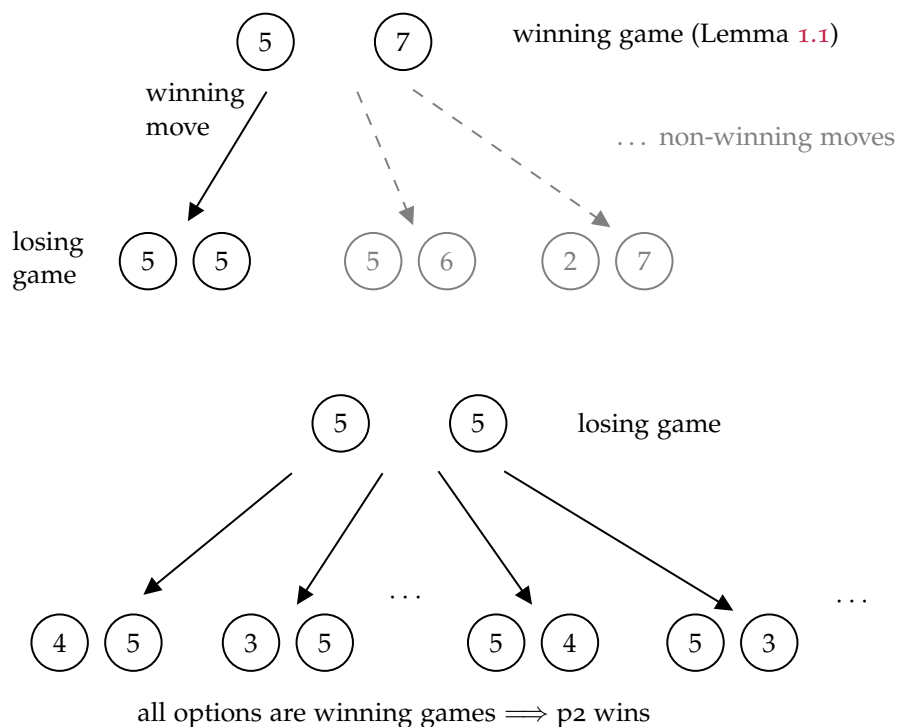 5 7 winning game (Lemma 1.1)
winning
move
... non-winning moves
losing
game
5 5 5 6 2 7
5 5 losing game
...
...
4 5 3 5 5 4 5 3
all options are winning games ⟹ p2 wins